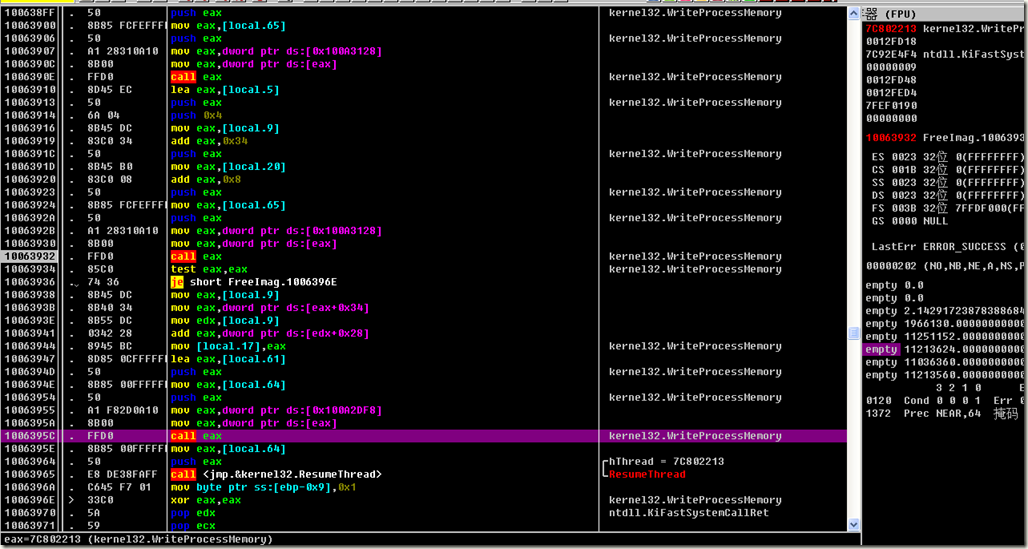 100638FF . 50 push eax kernel32.WriteProcessMemory
10063900 . 8B85 FCFEFFFF mov eax,[local.65]
10063906 . 50 push eax kernel32.WriteProcessMemory
10063907 . A1 28310A10 mov eax,dword ptr ds:[0x100A3128]
1006390C . 8B00 mov eax,dword ptr ds:[eax]
1006390E . FFD0 call eax kernel32.WriteProcessMemory
10063910 . 8D45 EC lea eax,[local.5]
10063913 . 50 push eax kernel32.WriteProcessMemory
10063914 . 6A 04 push 0x4
10063916 . 8B45 DC mov eax,[local.9]
10063919 . 83C0 34 add eax,0x34
1006391C . 50 push eax kernel32.WriteProcessMemory
1006391D . 8B45 B0 mov eax,[local.20]
10063920 . 83C0 08 add eax,0x8
10063923 . 50 push eax kernel32.WriteProcessMemory
10063924 . 8B85 FCFEFFFF mov eax,[local.65]
1006392A . 50 push eax kernel32.WriteProcessMemory
1006392B . A1 28310A10 mov eax,dword ptr ds:[0x100A3128]
10063930 . 8B00 mov eax,dword ptr ds:[eax]
10063932 . FFD0 call eax kernel32.WriteProcessMemory
10063934 . 85C0 test eax,eax kernel32.WriteProcessMemory
10063936 . 74 36 je short FreeImag.1006396E
10063938 . 8B45 DC mov eax,[local.9]
1006393B . 8B40 34 mov eax,dword ptr ds:[eax+0x34]
1006393E . 8B55 DC mov edx,[local.9]
10063941 . 0342 28 add eax,dword ptr ds:[edx+0x28]
10063944 . 8945 BC mov [local.17],eax kernel32.WriteProcessMemory
10063947 . 8D85 0CFFFFFF lea eax,[local.61]
1006394D . 50 push eax kernel32.WriteProcessMemory
1006394E . 8B85 00FFFFFF mov eax,[local.64]
10063954 . 50 push eax kernel32.WriteProcessMemory
10063955 . A1 F82D0A10 mov eax,dword ptr ds:[0x100A2DF8]
1006395A . 8B00 mov eax,dword ptr ds:[eax]
1006395C . FFD0 call eax kernel32.WriteProcessMemory
1006395E . 8B85 00FFFFFF mov eax,[local.64]
10063964 . 50 push eax hThread = 7C802213
10063965 . E8 DE38FAFF call <jmp.&kernel32.ResumeThread> ResumeThread
1006396A . C645 F7 01 mov byte ptr ss:[ebp-0x9],0x1
1006396E > 33C0 xor eax,eax kernel32.WriteProcessMemory
10063970 . 5A pop edx ntdll.KiFastSystemCallRet
10063971 . 59 pop ecx
eax=7C802213 (kernel32.WriteProcessMemory)
器 (FPU)
7C802213 kernel32.WritePr
0012FD18
7C92E4F4 ntdll.KiFastSyst
00000009
0012FD48
0012FED4
7FEF0190
00000000
10063932 FreeImag.1006393
ES 0023 32位 0(FFFFFFFF)
CS 001B 32位 0(FFFFFFFF)
SS 0023 32位 0(FFFFFFFF)
DS 0023 32位 0(FFFFFFFF)
FS 003B 32位 7FFDF000(FF
GS 0000 NULL
LastErr ERROR_SUCCESS (0
00000202 (NO,NB,NE,A,NS,P
empty 0.0
empty 0.0
empty 2.1429172387838868
empty 1966130.0000000000
empty 11251152.000000000
empty 11213624.000000000
empty 11036360.000000000
empty 11213560.000000000
3 2 1 0 E
0120 Cond 0 0 0 1 Err 0
1372 Prec NEAR,64 掩码